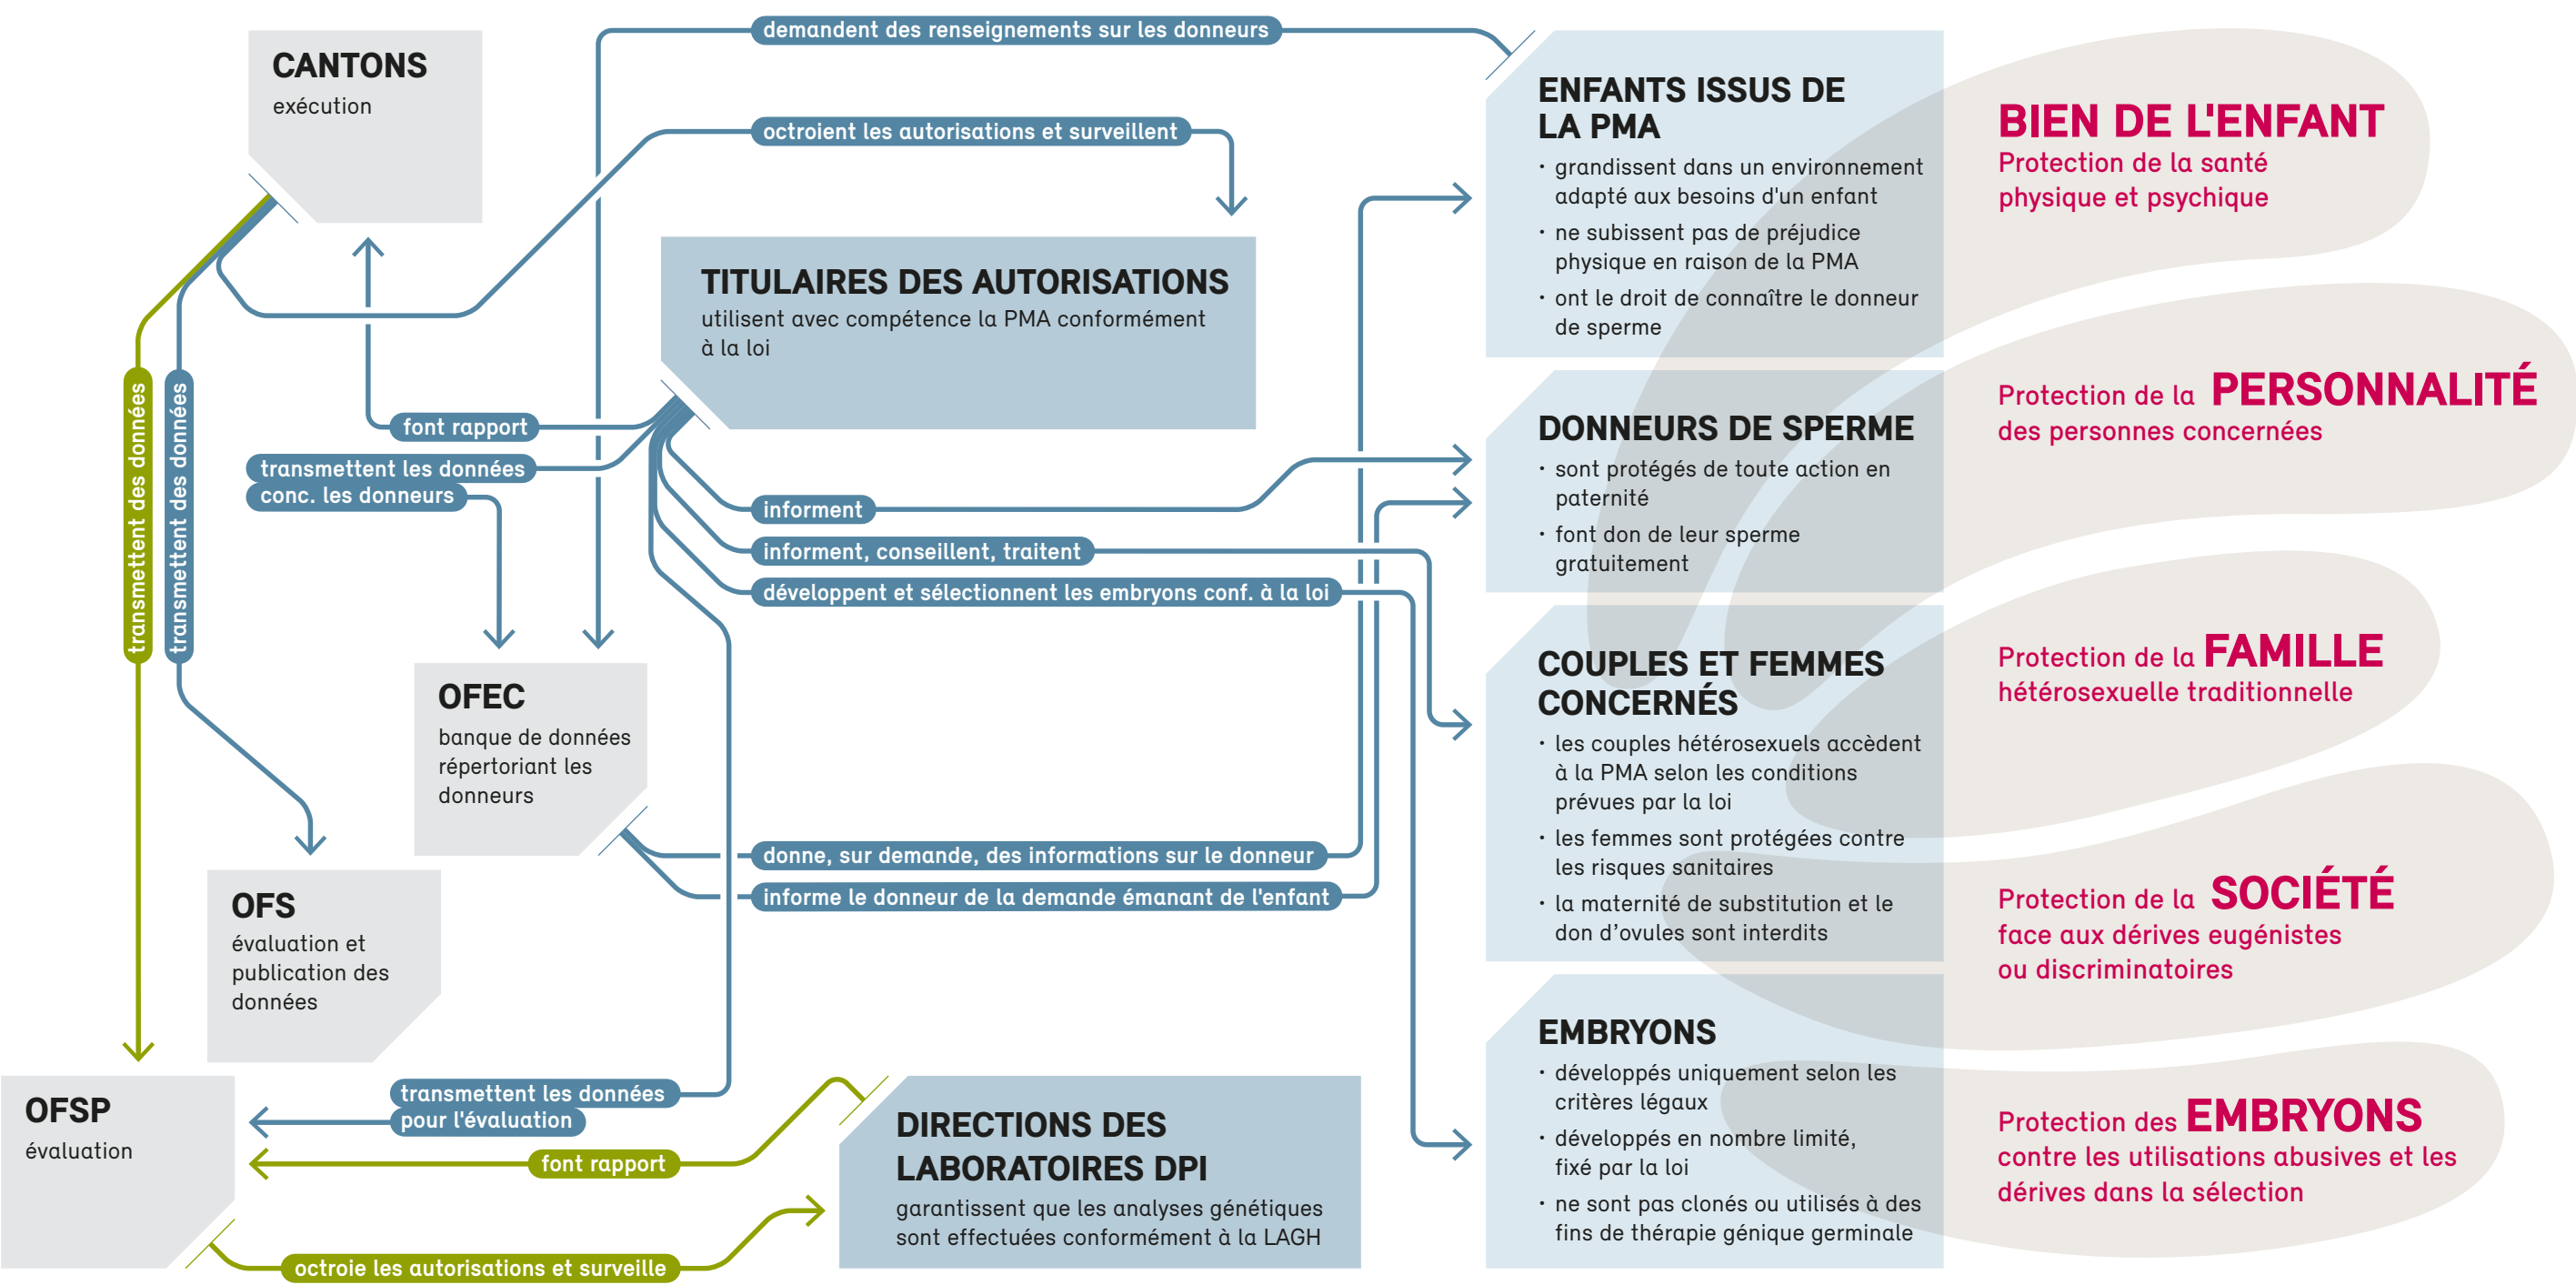 demandent des renseignements sur les donneurs
CANTONS
exécution
octroient les autorisations et surveillent
TITULAIRES DES AUTORISATIONS
utilisent avec compétence la PMA conformément
à la loi
transmettent des données
transmettent des données
font rapport
transmettent les données
conc. les donneurs
informent
informent, conseillent, traitent
développent et sélectionnent les embryons conf. à la loi
OFEC
banque de données
répertoriant les
donneurs
donne, sur demande, des informations sur le donneur
informe le donneur de la demande émanant de l'enfant
OFS
évaluation et
publication des
données
OFSP
évaluation
transmettent les données
pour l'évaluation
font rapport
octroie les autorisations et surveille
DIRECTIONS DES
LABORATOIRES DPI
garantissent que les analyses génétiques
sont effectuées conformément à la LAGH
ENFANTS ISSUS DE
LA PMA
· grandissent dans un environnement
adapté aux besoins d'un enfant
· ne subissent pas de préjudice
physique en raison de la PMA
· ont le droit de connaître le donneur
de sperme
DONNEURS DE SPERME
· sont protégés de toute action en
paternité
· font don de leur sperme
gratuitement
COUPLES ET FEMMES
CONCERNÉS
· les couples hétérosexuels accèdent
à la PMA selon les conditions
prévues par la loi
· les femmes sont protégées contre
les risques sanitaires
· la maternité de substitution et le
don d’ovules sont interdits
EMBRYONS
· développés uniquement selon les
critères légaux
· développés en nombre limité,
fixé par la loi
· ne sont pas clonés ou utilisés à des
fins de thérapie génique germinale
BIEN DE L'ENFANT
Protection de la santé
physique et psychique
Protection de la PERSONNALITÉ
des personnes concernées
Protection de la FAMILLE
hétérosexuelle traditionnelle
Protection de la SOCIÉTÉ
face aux dérives eugénistes
ou discriminatoires
Protection des EMBRYONS
contre les utilisations abusives et les
dérives dans la sélection